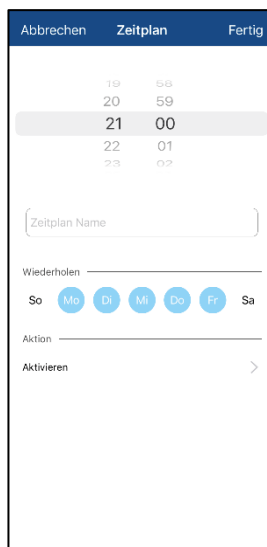 Abbrechen Zeitplan Fertig
19 56
20 59
21 00
22 01
23 02
Zeitplan Name
Wiederholen
So Mo Di Mi Do Fr Sa
Aktion
Aktivieren